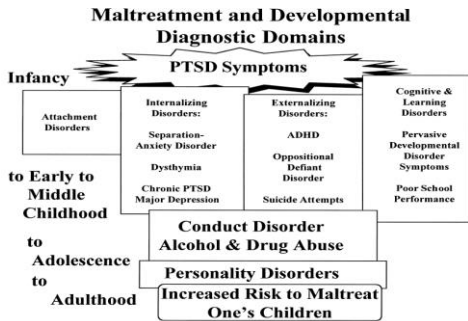 Maltreatment and Developmental
Diagnostic Domains
PTSD Symptoms
Infancy
Attachment
Disorders
Internalizing
Disorders:
Separation-
Anxiety Disorder
Dysthymia
Chronic PTSD
Major Depression
Externalizing
Disorders:
ADHD
Oppositional
Defiant
Disorder
Suicide Attempts
Cognitive &
Learning
Disorders
Pervasive
Developmental
Disorder
Symptoms
Poor School
Performance
to Early to
Middle
Childhood
Conduct Disorder
Alcohol & Drug Abuse
to
Adolescence
to
Adulthood
Personality Disorders
Increased Risk to Maltreat
One's Children